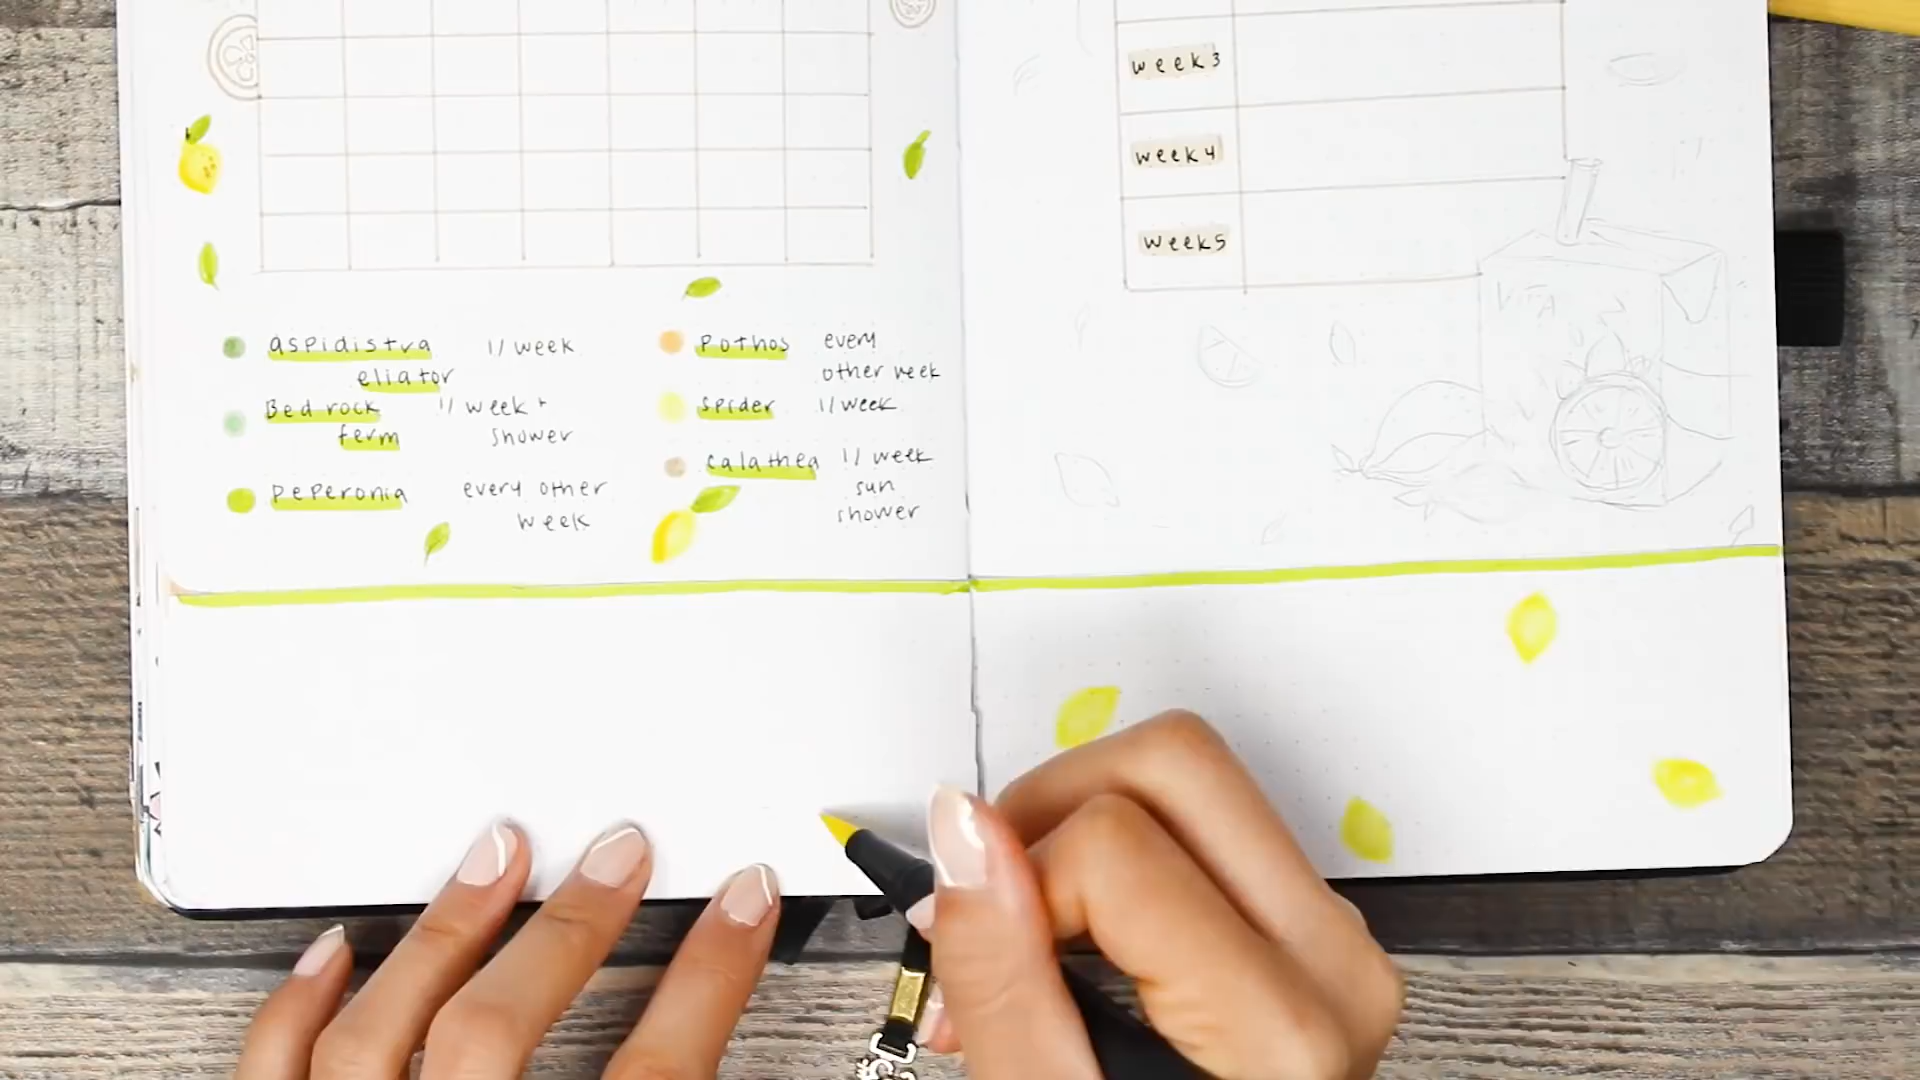 aspidistra 1/week
eliator
Bed rock 1/week +
ferm shower
peperonia every other
week
pothos every
other week
spider 1/week
calathea 1/week
sun
shower
week3
week4
week5
VITA